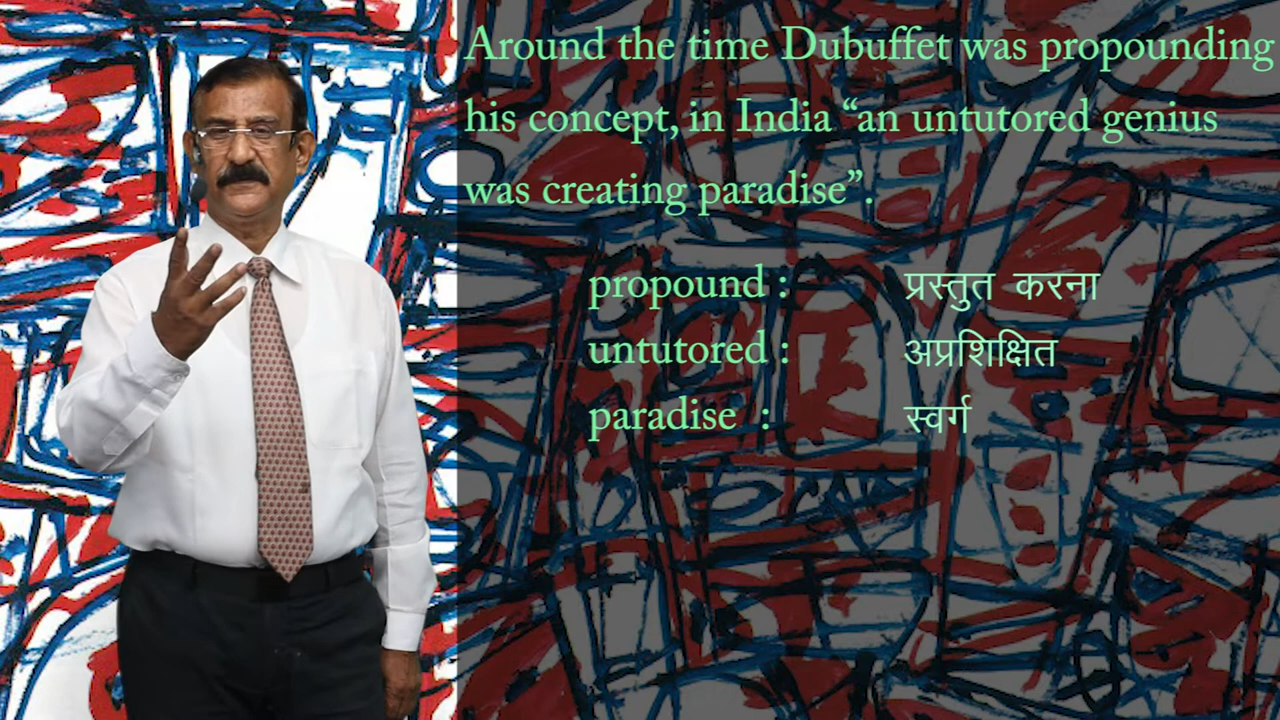 Around the time Dubuffet was propounding
his concept, in India “an untutored genius
was creating paradise”.
propound : प्रस्तुत करना
untutored : अप्रशिक्षित
paradise : स्वर्ग